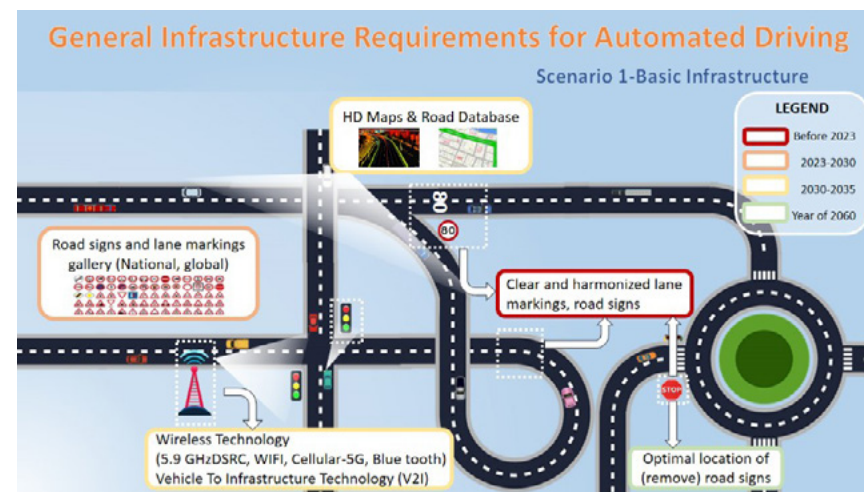 General Infrastructure Requirements for Automated Driving
Scenario 1-Basic Infrastructure
LEGEND
Before 2023
2023-2030
2030-2035
Year of 2060
HD Maps & Road Database
80
80
Road signs and lane markings
gallery (National, global)
Clear and harmonized lane
markings, road signs
STOP
Wireless Technology
(5.9 GHzDSRC, WIFI, Cellular-5G, Blue tooth)
Vehicle To Infrastructure Technology (V2I)
Optimal location of
(remove) road signs